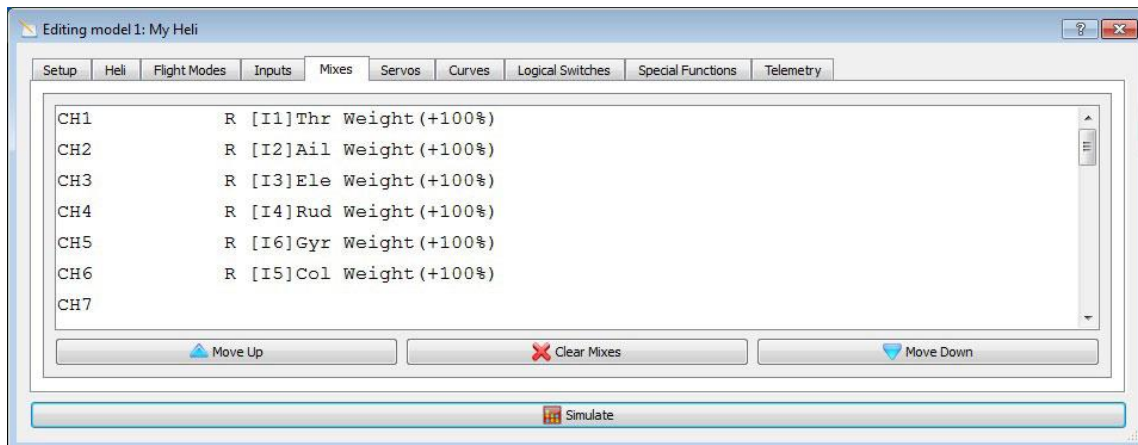 Editing model 1: My Heli
Setup Heli Flight Modes Inputs Mixes Servos Curves Logical Switches Special Functions Telemetry
CH1 R [I1]Thr Weight(+100%)
CH2 R [I2]Ail Weight(+100%)
CH3 R [I3]Ele Weight(+100%)
CH4 R [I4]Rud Weight(+100%)
CH5 R [I6]Gyr Weight(+100%)
CH6 R [I5]Col Weight(+100%)
CH7
Move Up Clear Mixes Move Down
Simulate